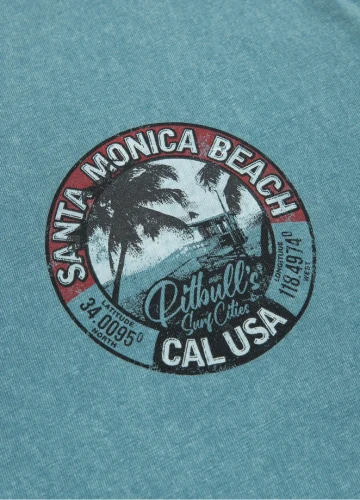 SANTA MONICA BEACH
Pitbull's
Surf Cities
LATITUDE
34.0095°
NORTH
LONGITUDE
118.4974°
WEST
CAL USA